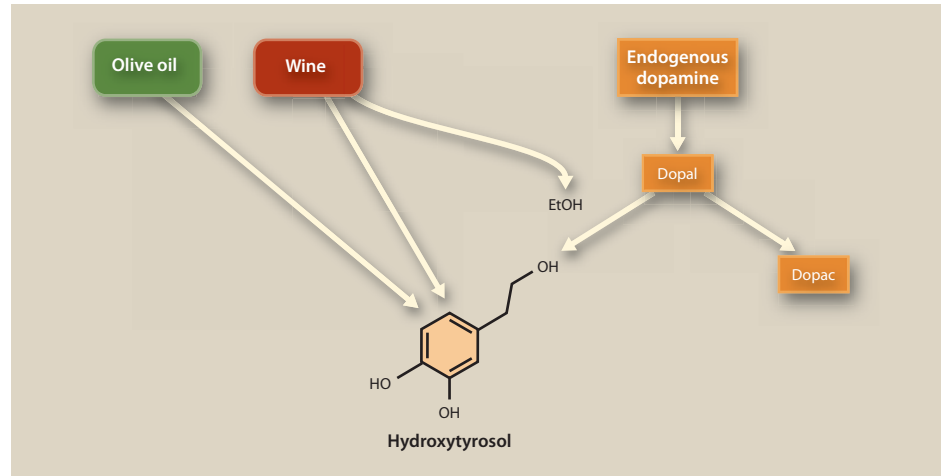 Olive oil
Wine
Endogenous
dopamine
Dopal
EtOH
OH
Dopac
HO
OH
Hydroxytyrosol